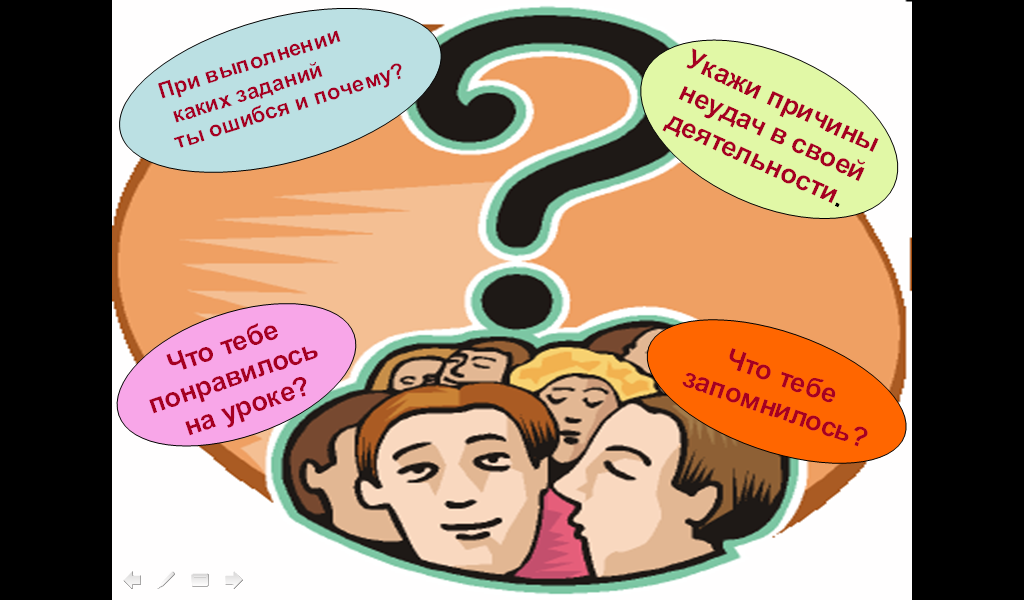 При выполнении
каких заданий
ты ошибся и почему?
Укажи причины
неудач в своей
деятельности.
Что тебе
понравилось
на уроке?
Что тебе
запомнилось?